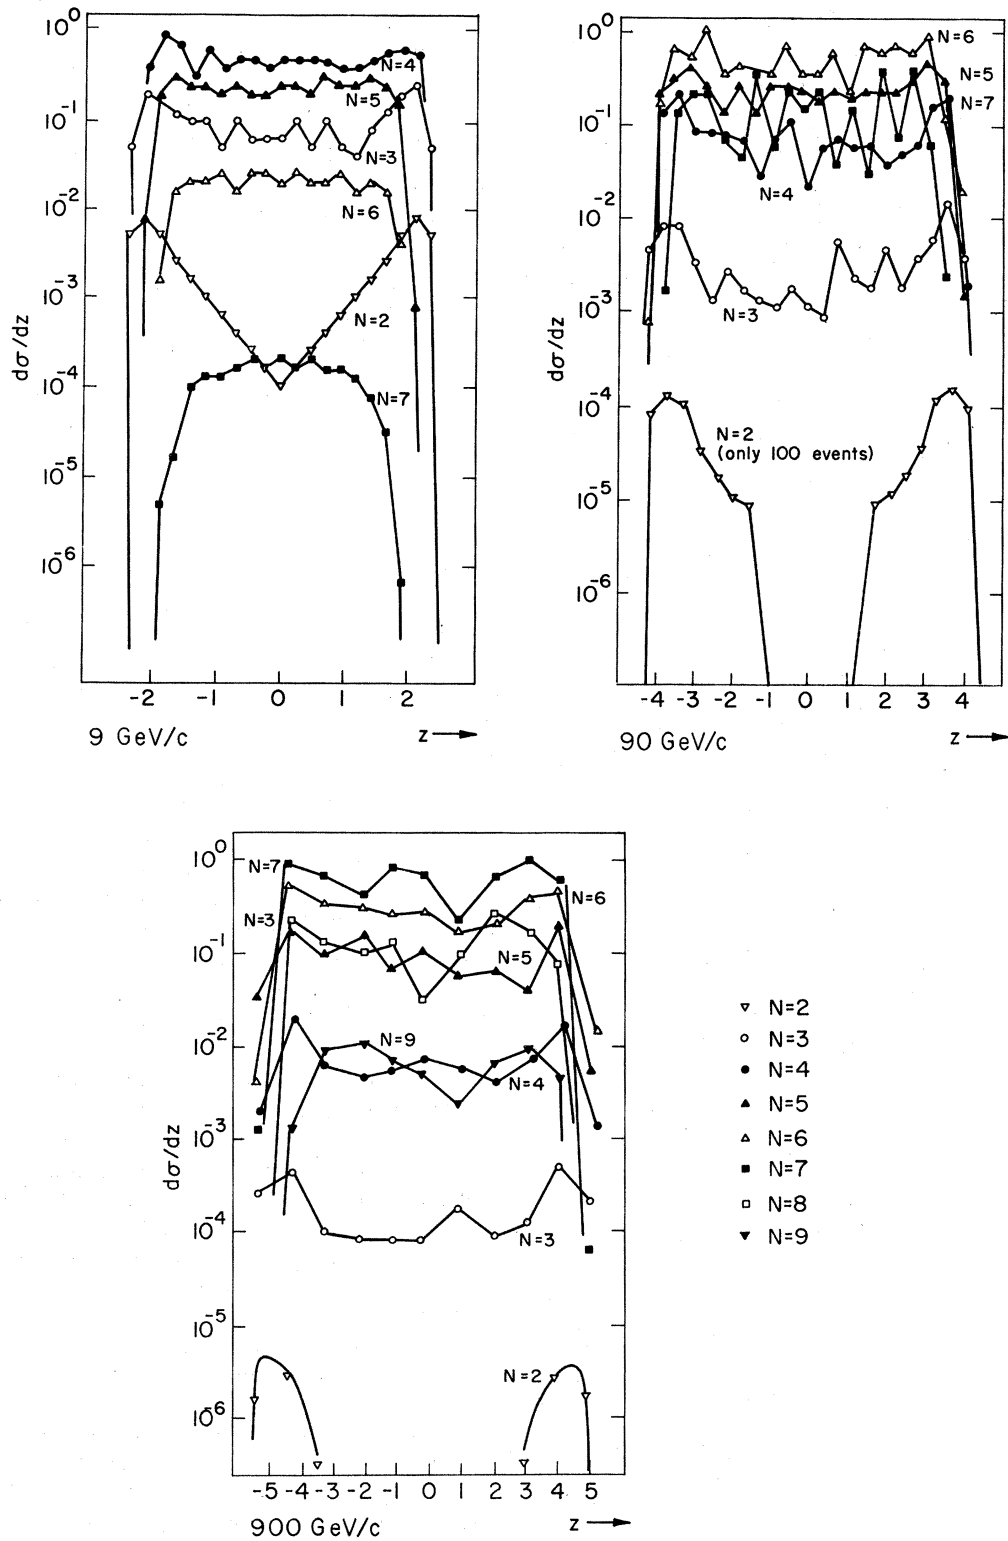 10⁰
10⁻¹
10⁻²
10⁻³
10⁻⁴
10⁻⁵
10⁻⁶
dσ/dz
N=4
N=5
N=3
N=6
N=2
N=7
-2 -1 0 1 2
9 GeV/c z
10⁰
10⁻¹
10⁻²
10⁻³
10⁻⁴
10⁻⁵
10⁻⁶
dσ/dz
N=6
N=5
N=7
N=4
N=3
N=2
(only 100 events)
-4 -3 -2 -1 0 1 2 3 4
90 GeV/c z
10⁰
10⁻¹
10⁻²
10⁻³
10⁻⁴
10⁻⁵
10⁻⁶
dσ/dz
N=7
N=6
N=3
N=5
N=9
N=4
N=3
N=2
-5 -4 -3 -2 -1 0 1 2 3 4 5
900 GeV/c z
N=2
N=3
N=4
N=5
N=6
N=7
N=8
N=9